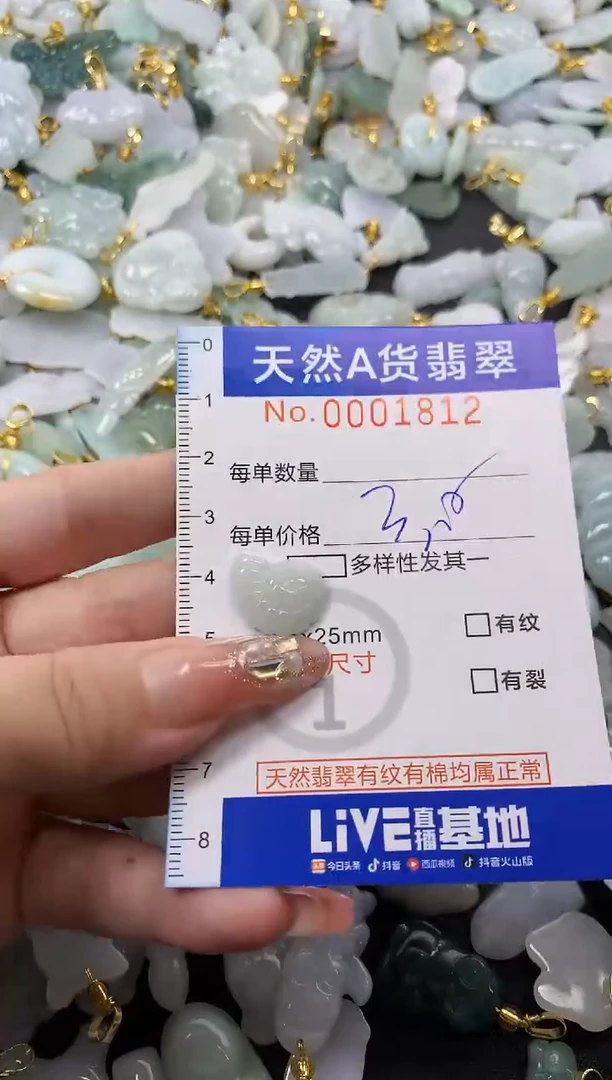 0
天然A货翡翠
1
No.0001812
2
每单数量
3
每单价格
多样性发其一
4
5
x25mm
有纹
尺寸
有裂
1
7
天然翡翠有纹有棉均属正常
8
LiVE直播基地
今日头条 抖音 西瓜视频 抖音火山版